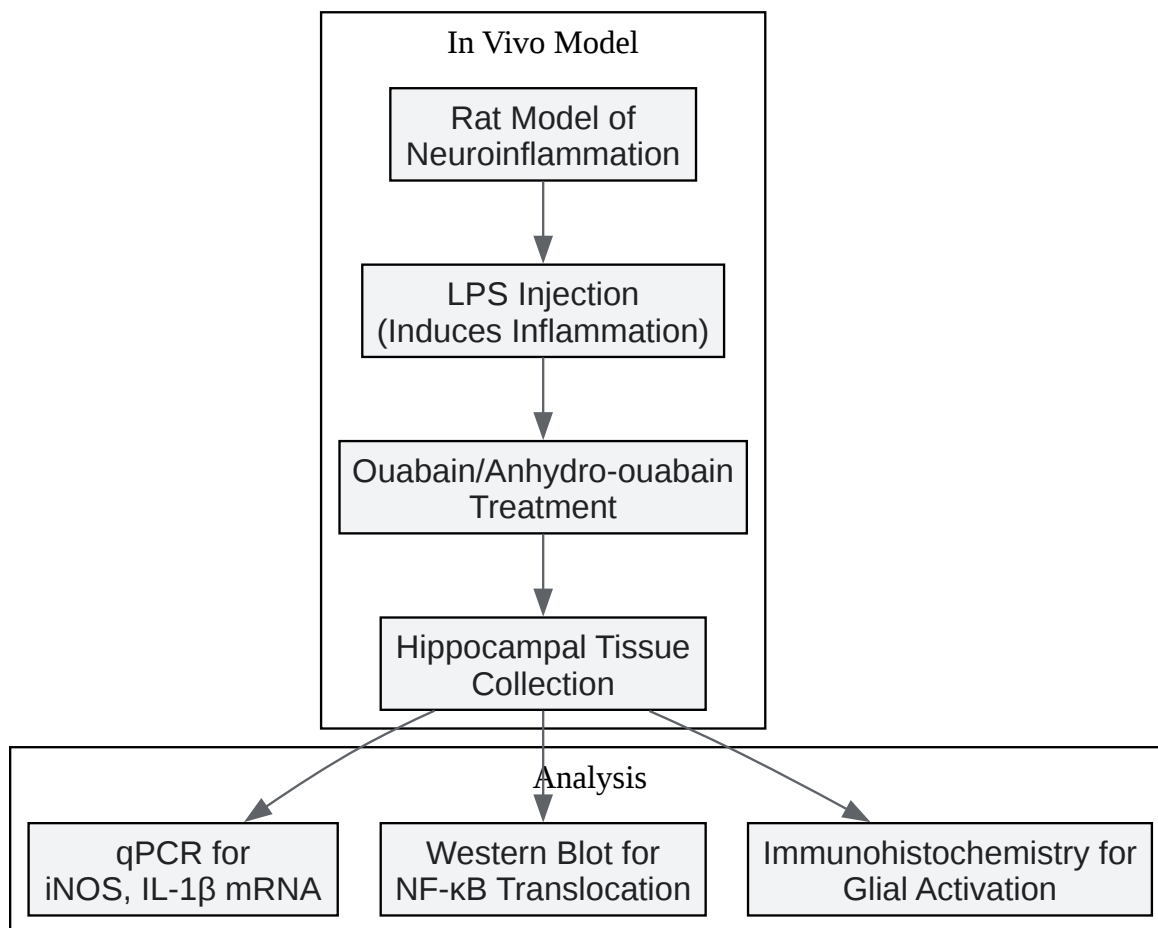 In Vivo Model
Rat Model of
Neuroinflammation
LPS Injection
(Induces Inflammation)
Ouabain/Anhydro-ouabain
Treatment
Hippocampal Tissue
Collection
Analysis
qPCR for
iNOS, IL-1β mRNA
Western Blot for
NF-κB Translocation
Immunohistochemistry for
Glial Activation